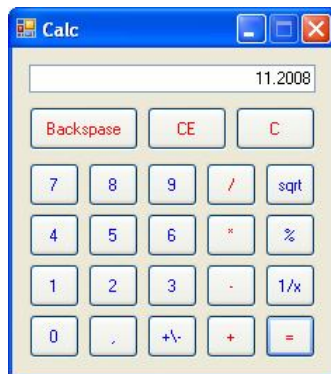 Calc
11.2008
Backspase CE C
7 8 9 / sqrt
4 5 6 * %
1 2 3 - 1/x
0 , +\- + =